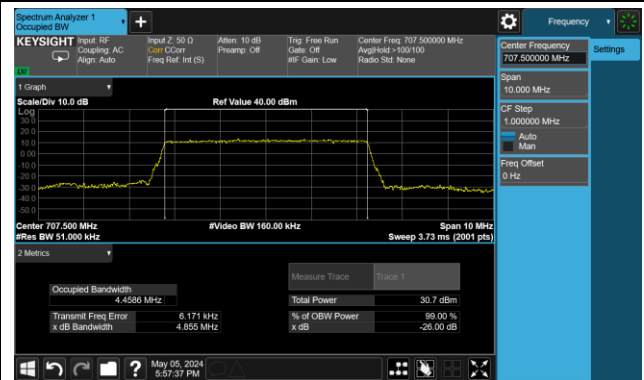 Spectrum Analyzer 1
Occupied BW
Frequency
KEYSIGHT
Input: RF
Coupling: AC
Align: Auto
Input Z: 50 Ω
Corr CCorr
Freq Ref: Int (S)
Atten: 10 dB
Preamp: Off
Trig: Free Run
Gate: Off
#IF Gain: Low
Center Freq: 707.500000 MHz
Avg|Hold:>100/100
Radio Std: None
Center Frequency
707.500000 MHz
Settings
Span
10.000 MHz
CF Step
1.000000 MHz
Auto
Man
Freq Offset
0 Hz
1 Graph
Scale/Div 10.0 dB
Ref Value 40.00 dBm
Log
30.0
20.0
10.0
0.00
-10.0
-20.0
-30.0
-40.0
-50.0
Center 707.500 MHz
#Video BW 160.00 kHz
Span 10 MHz
#Res BW 51.000 kHz
Sweep 3.73 ms (2001 pts)
2 Metrics
Measure Trace
Trace 1
Occupied Bandwidth
4.4586 MHz
Total Power
30.7 dBm
Transmit Freq Error
6.171 kHz
% of OBW Power
99.00 %
x dB Bandwidth
4.855 MHz
x dB
-26.00 dB
?
May 05, 2024
5:57:37 PM